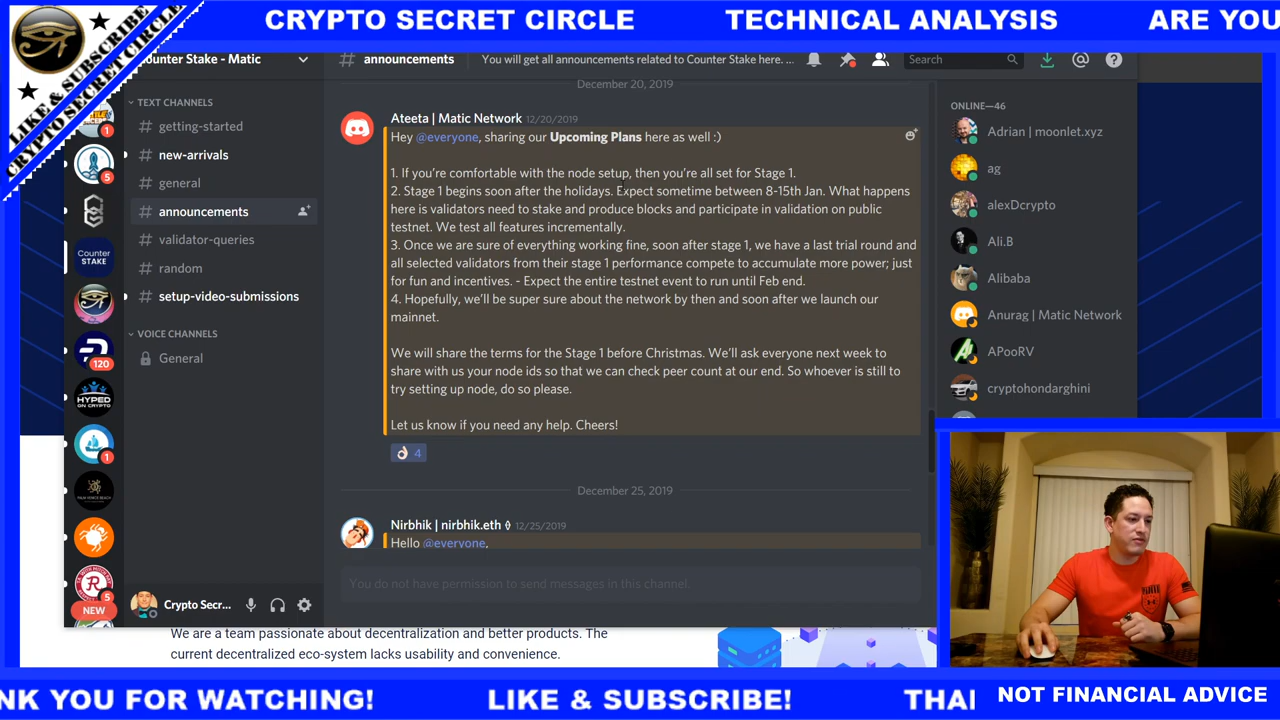 CRYPTO SECRET CIRCLE
TECHNICAL ANALYSIS
ARE YOU
LIKE & SUBSCRIBE
CRYPTO SECRET CIRCLE
ounter Stake - Matic
announcements
You will get all announcements related to Counter Stake here. ...
Search
TEXT CHANNELS
getting-started
new-arrivals
general
announcements
validator-queries
random
setup-video-submissions
VOICE CHANNELS
General
1
5
Counter
STAKE
120
HYPED
ON CRYPTO
1
5
NEW
Crypto Secr...
December 20, 2019
Ateeta | Matic Network 12/20/2019
Hey @everyone, sharing our Upcoming Plans here as well :)
1. If you're comfortable with the node setup, then you're all set for Stage 1.
2. Stage 1 begins soon after the holidays. Expect sometime between 8-15th Jan. What happens
here is validators need to stake and produce blocks and participate in validation on public
testnet. We test all features incrementally.
3. Once we are sure of everything working fine, soon after stage 1, we have a last trial round and
all selected validators from their stage 1 performance compete to accumulate more power; just
for fun and incentives. - Expect the entire testnet event to run until Feb end.
4. Hopefully, we'll be super sure about the network by then and soon after we launch our
mainnet.
We will share the terms for the Stage 1 before Christmas. We'll ask everyone next week to
share with us your node ids so that we can check peer count at our end. So whoever is still to
try setting up node, do so please.
Let us know if you need any help. Cheers!
4
December 25, 2019
Nirbhik | nirbhik.eth 12/25/2019
Hello @everyone,
You do not have permission to send messages in this channel.
ONLINE—46
Adrian | moonlet.xyz
ag
alexDcrypto
Ali.B
Alibaba
Anurag | Matic Network
APooRV
cryptohondarghini
We are a team passionate about decentralization and better products. The
current decentralized eco-system lacks usability and convenience.
NK YOU FOR WATCHING!
LIKE & SUBSCRIBE!
THAI
NOT FINANCIAL ADVICE